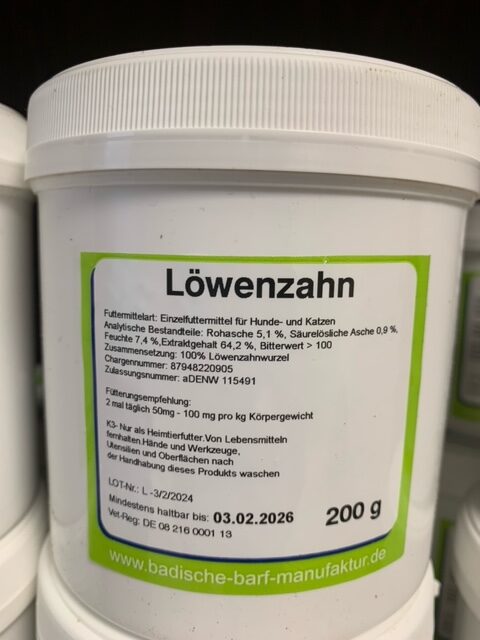 Löwenzahn
Futtermittelart: Einzelfuttermittel für Hunde- und Katzen
Analytische Bestandteile: Rohasche 5,1 %, Säurelösliche Asche 0,9 %,
Feuchte 7,4 %,Extraktgehalt 64,2 %, Bitterwert > 100
Zusammensetzung: 100% Löwenzahnwurzel
Chargennummer: 87948220905
Zulassungsnummer: aDENW 115491
Fütterungsempfehlung:
2 mal täglich 50mg - 100 mg pro kg Körpergewicht
K3- Nur als Heimtierfutter.Von Lebensmitteln
fernhalten.Hände und Werkzeuge,
Utensilien und Oberflächen nach
der Handhabung dieses Produkts waschen
LOT-Nr.: L -3/2/2024
Mindestens haltbar bis: 03.02.2026
Vet-Reg: DE 08 216 0001 13
200 g
www.badische-barf-manufaktur.de